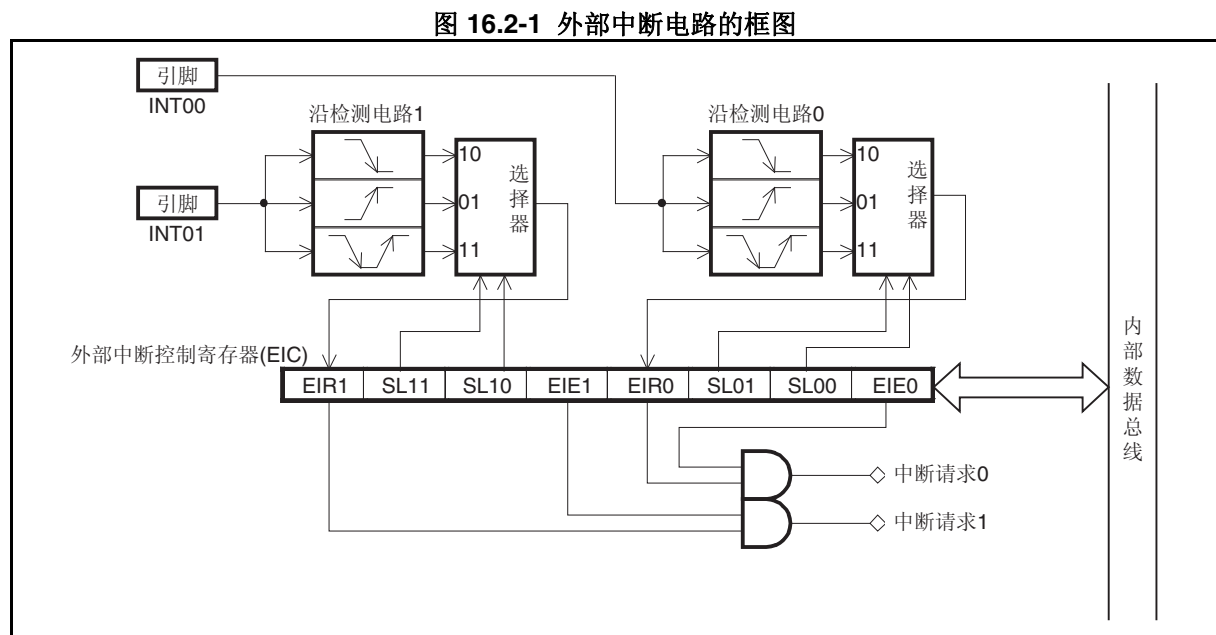 图 16.2-1 外部中断电路的框图
引脚
INT00
沿检测电路1
沿检测电路0
10
01
11
选择器
10
01
11
选择器
引脚
INT01
外部中断控制寄存器(EIC)
EIR1 SL11 SL10 EIE1 EIR0 SL01 SL00 EIE0
内部数据总线
中断请求0
中断请求1